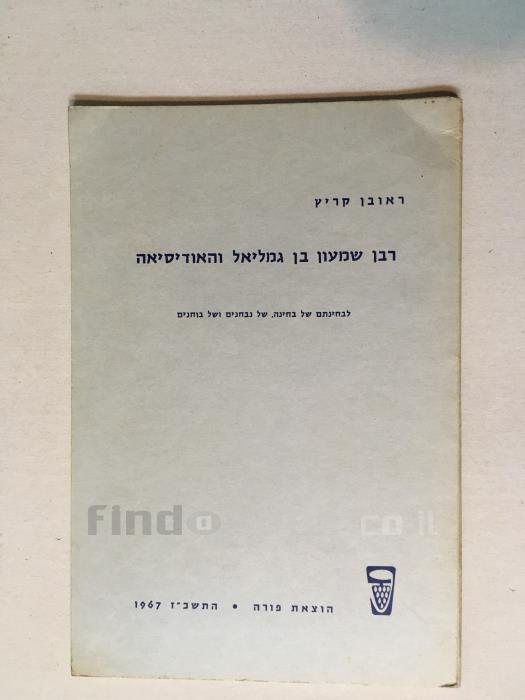 ראובן קריץ
רבן שמעון בן גמליאל והאודיסיאה
לבחינתם של בחינה, של נבחנים ושל בוחנים
findo co il
הוצאת פורה • התשכ״ז 1967